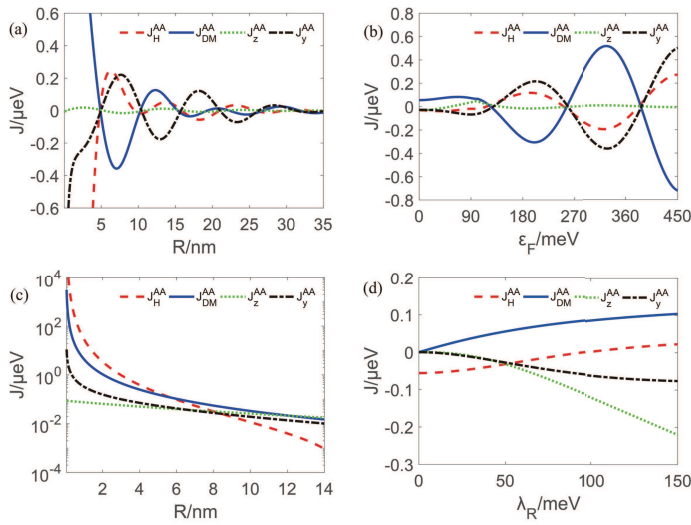 (a)
J_H^AA J_DM^AA J_z^AA J_y^AA
0.6
0.4
0.2
0
-0.2
-0.4
-0.6
J/μeV
5 10 15 20 25 30 35
R/nm
(b)
J_H^AA J_DM^AA J_z^AA J_y^AA
0.8
0.6
0.4
0.2
0
-0.2
-0.4
-0.6
-0.8
J/μeV
0 90 180 270 360 450
ε_F/meV
(c)
J_H^AA J_DM^AA J_z^AA J_y^AA
10^4
10^2
10^0
10^-2
10^-4
J/μeV
2 4 6 8 10 12 14
R/nm
(d)
J_H^AA J_DM^AA J_z^AA J_y^AA
0.2
0.1
0
-0.1
-0.2
-0.3
J/μeV
0 50 100 150
λ_R/meV